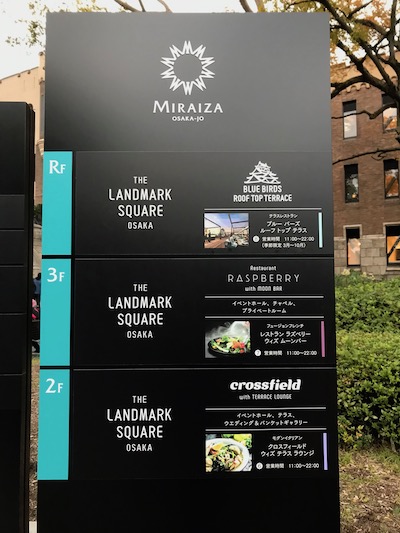 MIRAIZA
OSAKA-JO
RF
THE
LANDMARK
SQUARE
OSAKA
BLUE BIRDS
ROOF TOP TERRACE
テラスレストラン
ブルー バーズ
ルーフ トップ テラス
営業時間 11:00〜22:00
(季節限定 3月〜10月)
3F
THE
LANDMARK
SQUARE
OSAKA
Restaurant
RASPBERRY
with MOON BAR
イベントホール、チャペル、
プライベートルーム
フュージョンフレンチ
レストラン ラズベリー
ウィズ ムーンバー
営業時間 11:00〜22:00
2F
THE
LANDMARK
SQUARE
OSAKA
crossfield
with TERRACE LOUNGE
イベントホール、テラス、
ウエディング&バンケットギャラリー
モダンイタリアン
クロスフィールド
ウィズ テラス ラウンジ
営業時間 11:00〜22:00